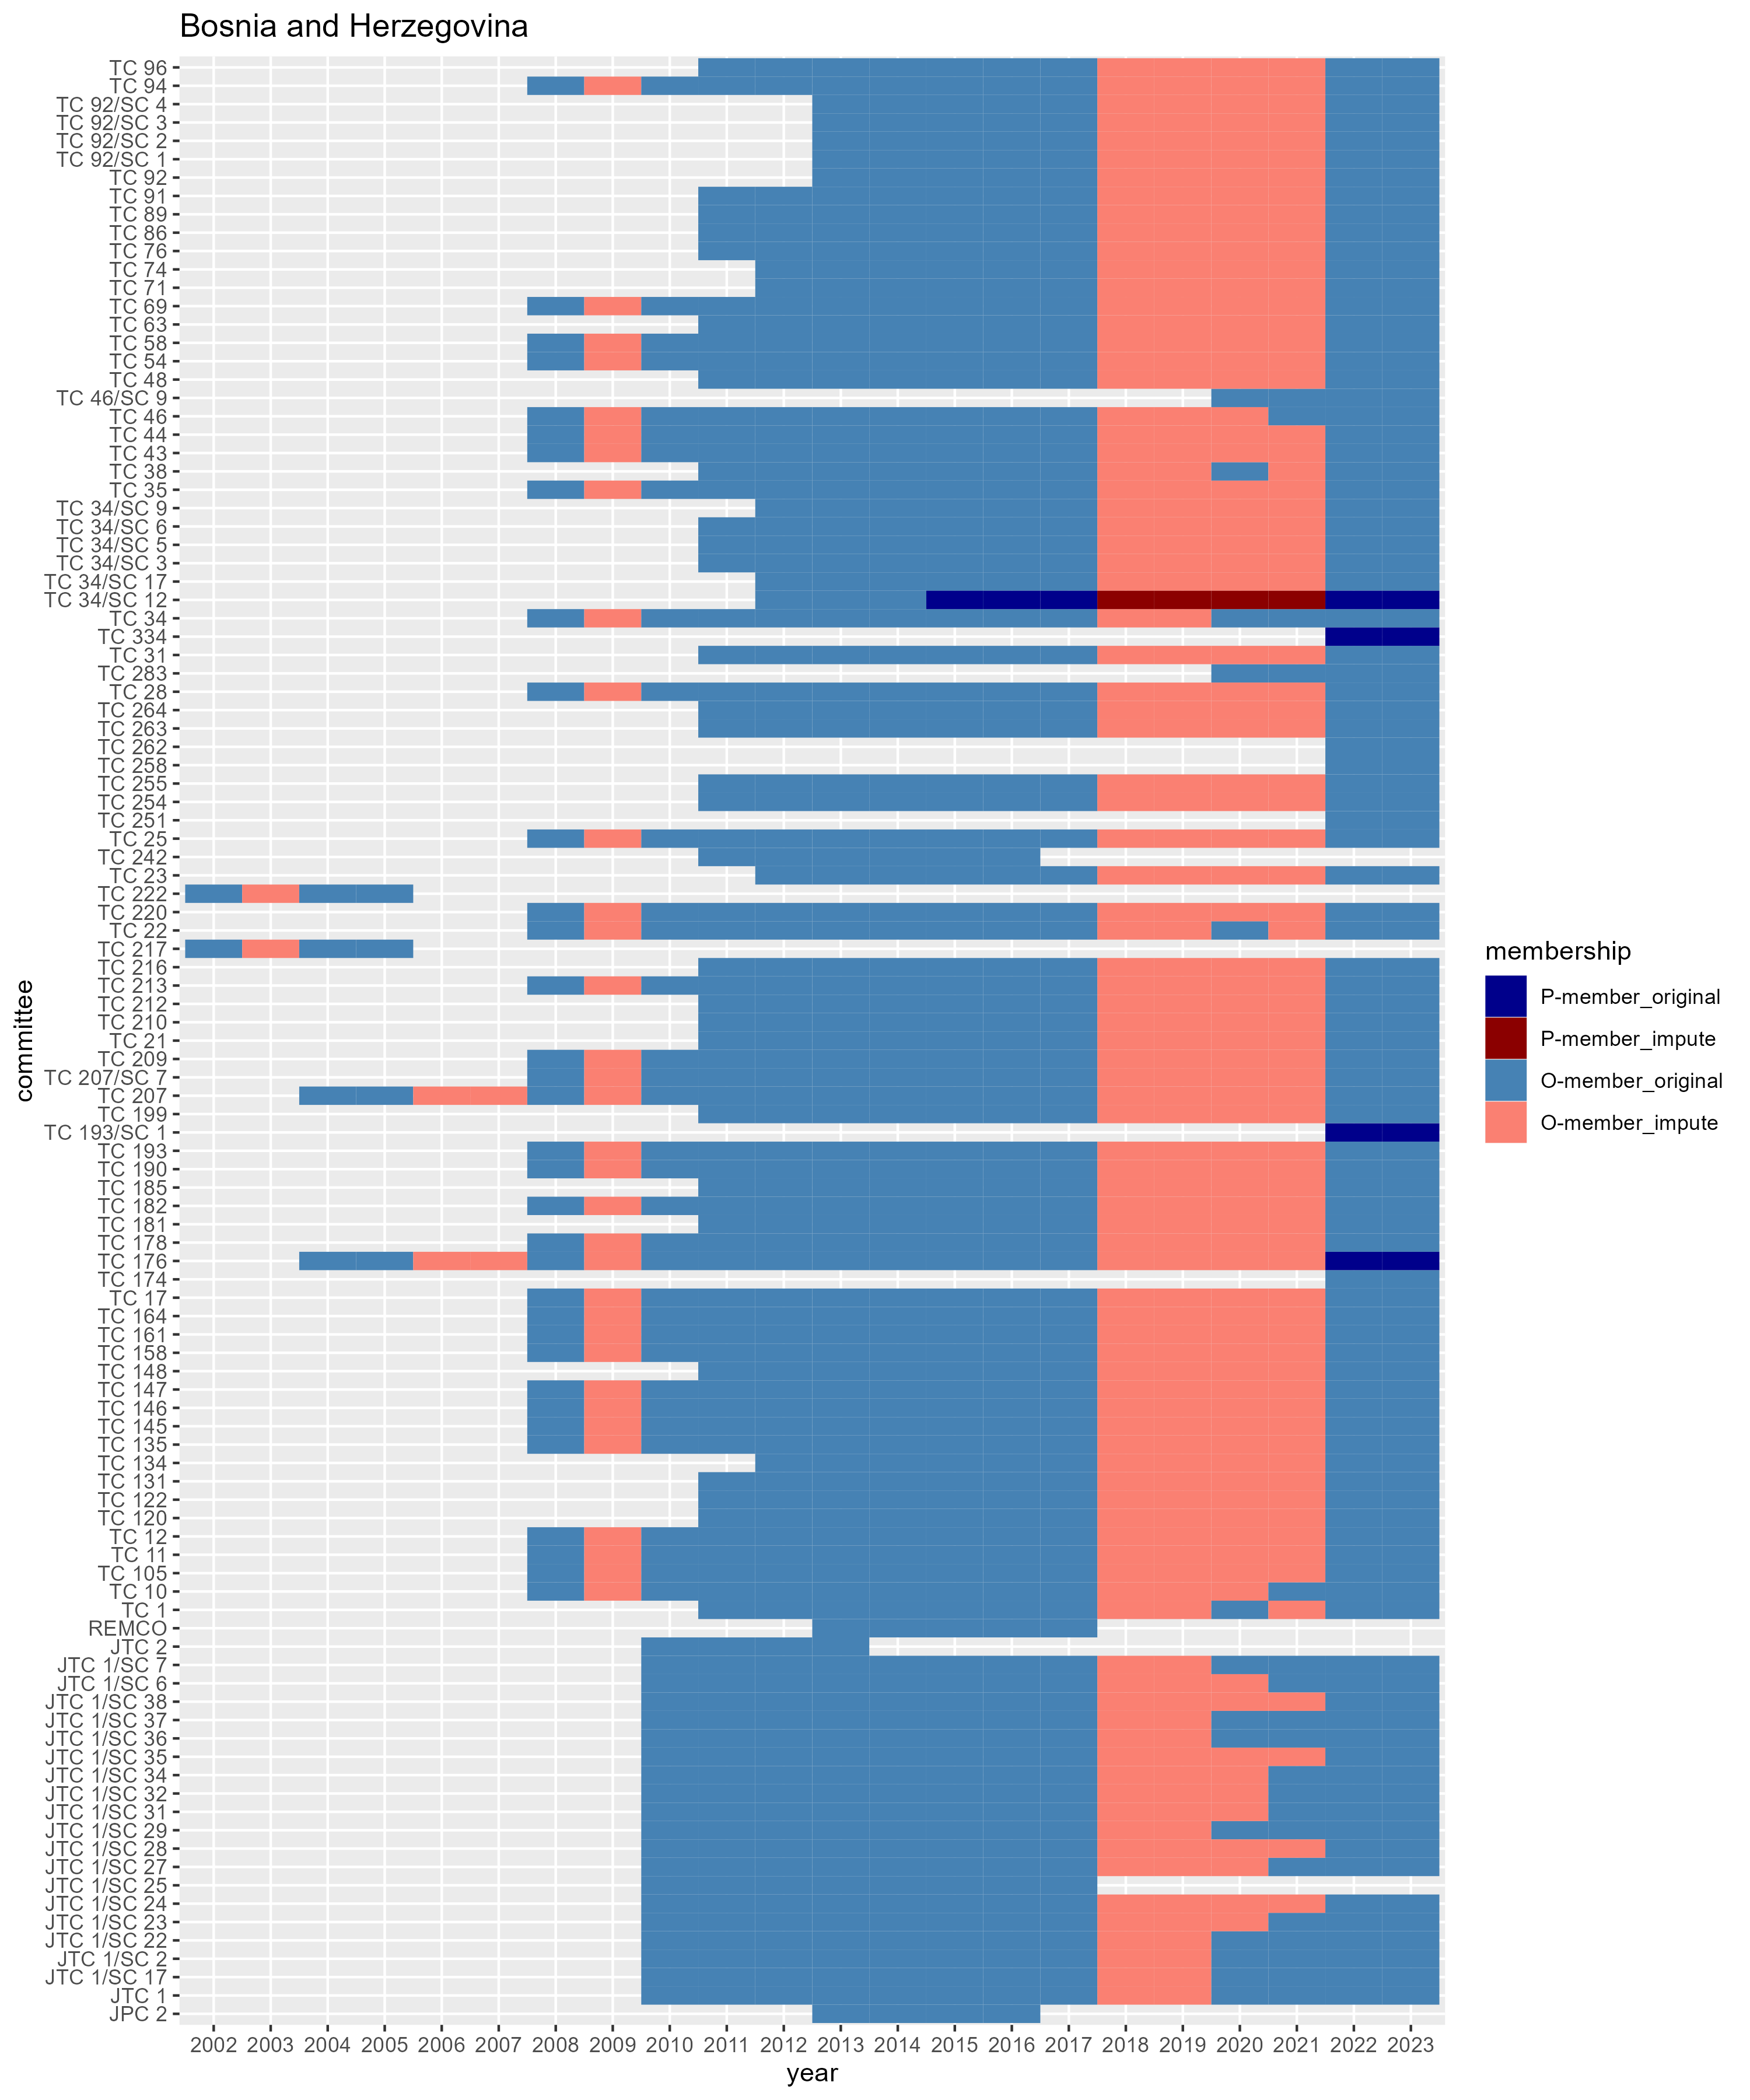 Bosnia and Herzegovina
TC 96
TC 94
TC 92/SC 4
TC 92/SC 3
TC 92/SC 2
TC 92/SC 1
TC 92
TC 91
TC 89
TC 86
TC 76
TC 74
TC 71
TC 69
TC 63
TC 58
TC 54
TC 48
TC 46/SC 9
TC 46
TC 44
TC 43
TC 38
TC 35
TC 34/SC 9
TC 34/SC 6
TC 34/SC 5
TC 34/SC 3
TC 34/SC 17
TC 34/SC 12
TC 34
TC 334
TC 31
TC 283
TC 28
TC 264
TC 263
TC 262
TC 258
TC 255
TC 254
TC 251
TC 25
TC 242
TC 23
TC 222
TC 220
TC 22
TC 217
TC 216
TC 213
TC 212
TC 210
TC 21
TC 209
TC 207/SC 7
TC 207
TC 199
TC 193/SC 1
TC 193
TC 190
TC 185
TC 182
TC 181
TC 178
TC 176
TC 174
TC 17
TC 164
TC 161
TC 158
TC 148
TC 147
TC 146
TC 145
TC 135
TC 134
TC 131
TC 122
TC 120
TC 12
TC 11
TC 105
TC 10
TC 1
REMCO
JTC 2
JTC 1/SC 7
JTC 1/SC 6
JTC 1/SC 38
JTC 1/SC 37
JTC 1/SC 36
JTC 1/SC 35
JTC 1/SC 34
JTC 1/SC 32
JTC 1/SC 31
JTC 1/SC 29
JTC 1/SC 28
JTC 1/SC 27
JTC 1/SC 25
JTC 1/SC 24
JTC 1/SC 23
JTC 1/SC 22
JTC 1/SC 2
JTC 1/SC 17
JTC 1
JPC 2
committee
2002 2003 2004 2005 2006 2007 2008 2009 2010 2011 2012 2013 2014 2015 2016 2017 2018 2019 2020 2021 2022 2023
year
membership
P-member_original
P-member_impute
O-member_original
O-member_impute